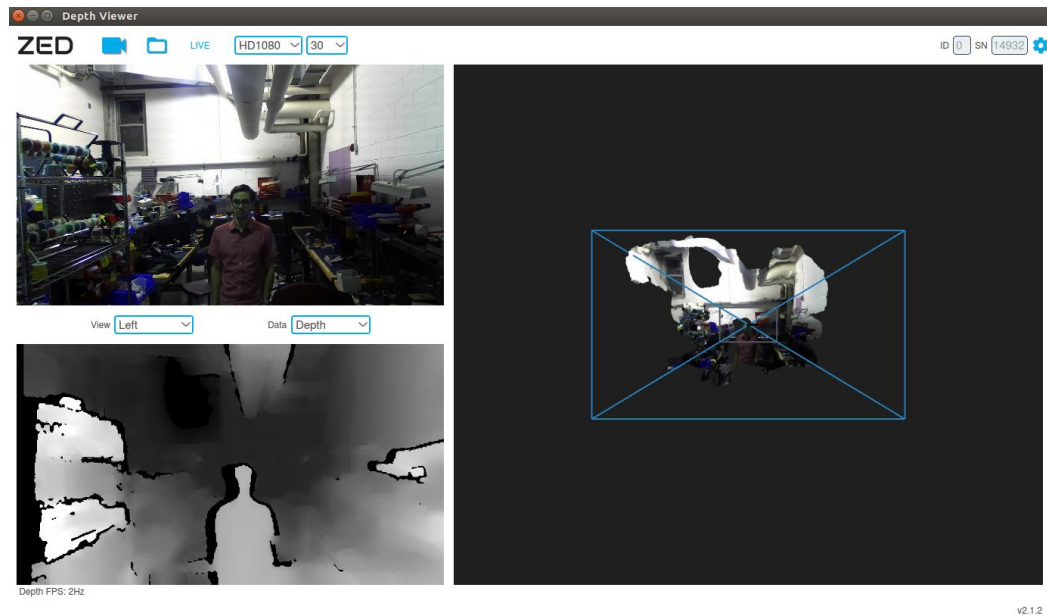 Depth Viewer
ZED LIVE HD1080 30 ID 0 SN 14932
View Left Data Depth
Depth FPS: 2Hz
v2.1.2